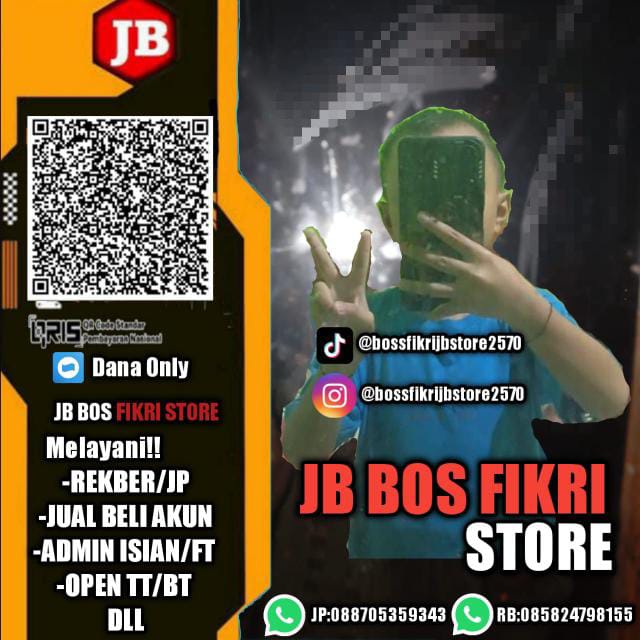 JB
QRIS QR Code Standar
Pembayaran Nasional
Dana Only
JB BOS FIKRI STORE
Melayani!!
-REKBER/JP
-JUAL BELI AKUN
-ADMIN ISIAN/FT
-OPEN TT/BT
DLL
@bossfikrijbstore2570
@bossfikrijbstore2570
JB BOS FIKRI
STORE
JP:088705359343
RB:085824798155